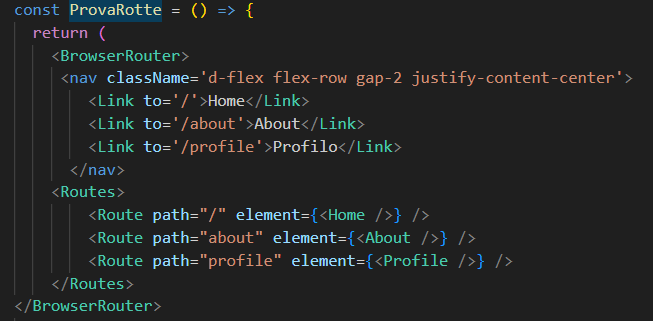 const ProvaRotte = () => {
return (
<BrowserRouter>
<nav className='d-flex flex-row gap-2 justify-content-center'>
<Link to='/'>Home</Link>
<Link to='/about'>About</Link>
<Link to='/profile'>Profilo</Link>
</nav>
<Routes>
<Route path="/" element={<Home />} />
<Route path="about" element={<About />} />
<Route path="profile" element={<Profile />} />
</Routes>
</BrowserRouter>